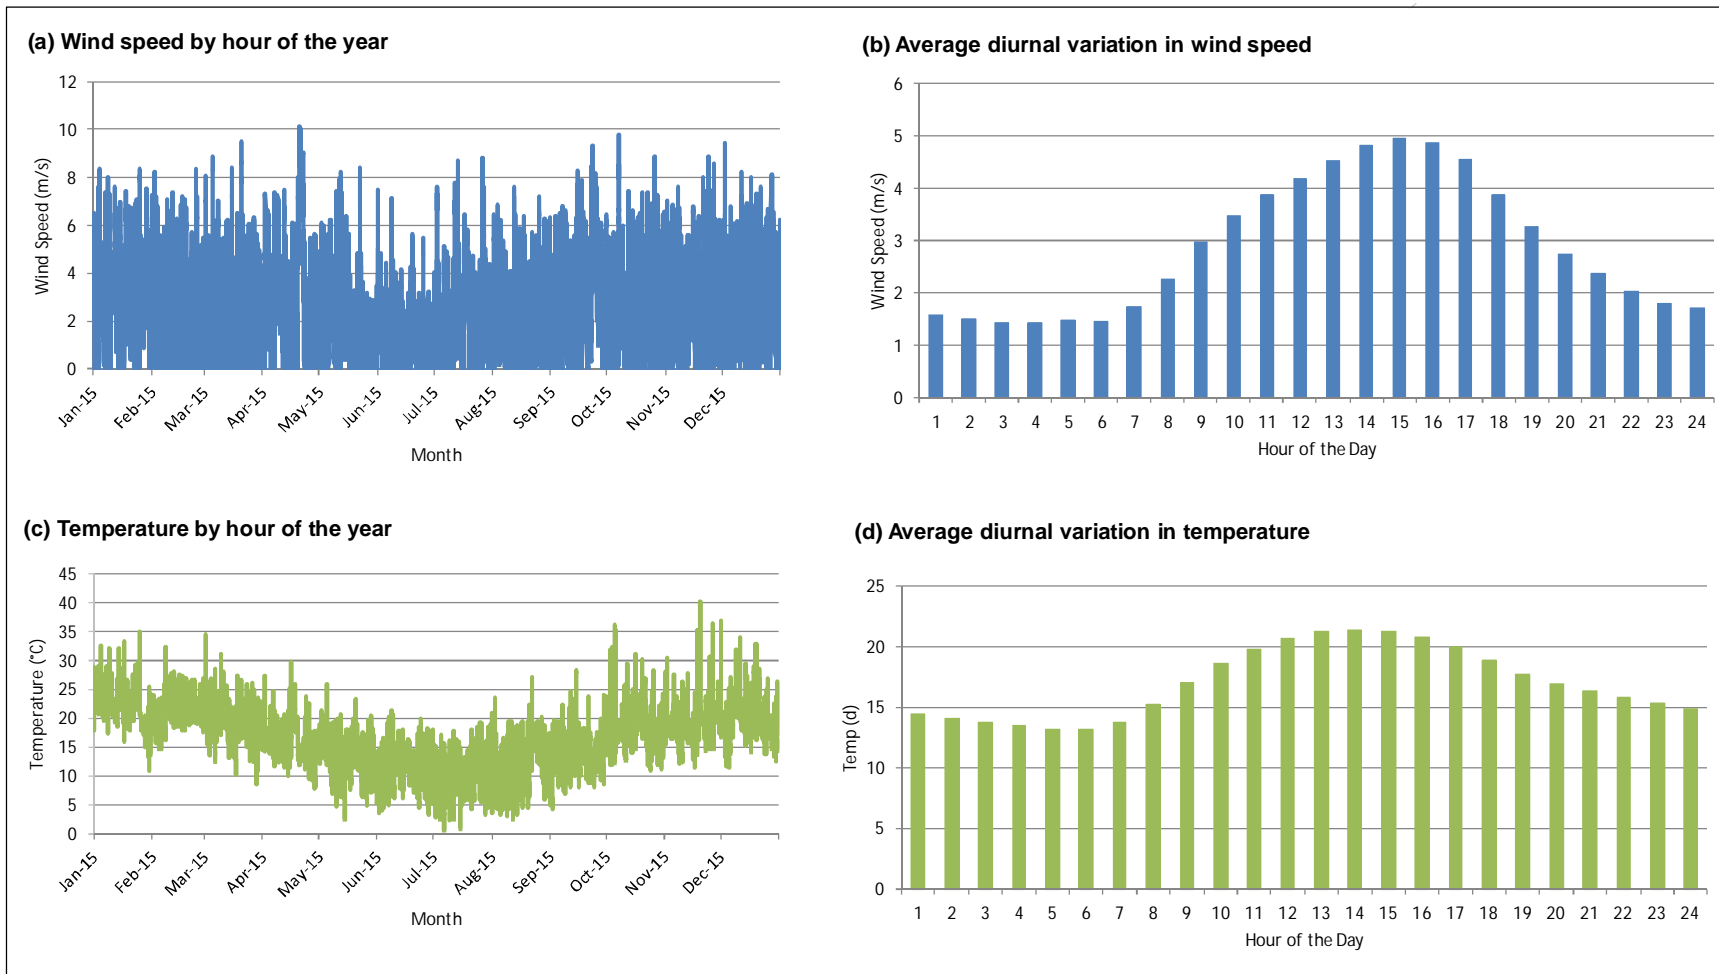 (a) Wind speed by hour of the year
12
10
8
6
4
2
0
Wind Speed (m/s)
Jan-15 Feb-15 Mar-15 Apr-15 May-15 Jun-15 Jul-15 Aug-15 Sep-15 Oct-15 Nov-15 Dec-15
Month
(b) Average diurnal variation in wind speed
6
5
4
3
2
1
0
Wind Speed (m/s)
1 2 3 4 5 6 7 8 9 10 11 12 13 14 15 16 17 18 19 20 21 22 23 24
Hour of the Day
(c) Temperature by hour of the year
45
40
35
30
25
20
15
10
5
0
Temperature (°C)
Jan-15 Feb-15 Mar-15 Apr-15 May-15 Jun-15 Jul-15 Aug-15 Sep-15 Oct-15 Nov-15 Dec-15
Month
(d) Average diurnal variation in temperature
25
20
15
10
5
0
Temp (d)
1 2 3 4 5 6 7 8 9 10 11 12 13 14 15 16 17 18 19 20 21 22 23 24
Hour of the Day